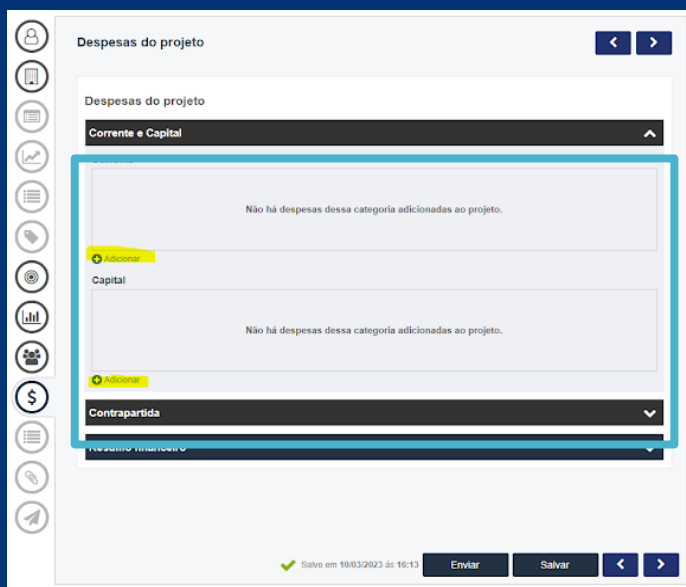 Despesas do projeto
Despesas do projeto
Corrente e Capital
Não há despesas dessa categoria adicionadas ao projeto.
Adicionar
Capital
Não há despesas dessa categoria adicionadas ao projeto.
Adicionar
Contrapartida
Resumo financeiro
Salvo em 10/03/2023 às 16:13
Enviar
Salvar